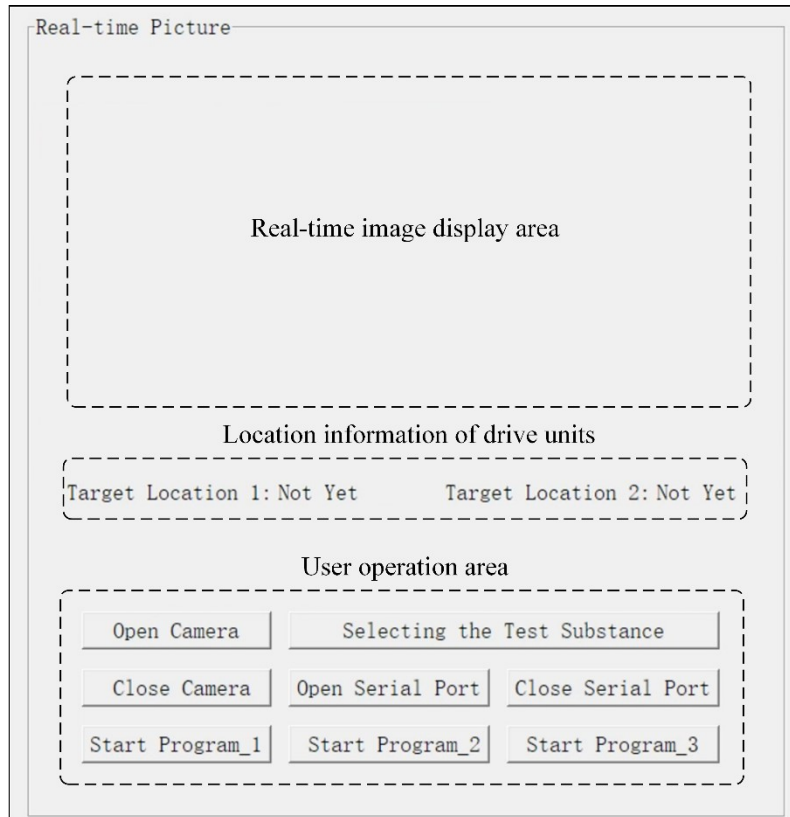 Real-time Picture
Real-time image display area
Location information of drive units
Target Location 1: Not Yet Target Location 2: Not Yet
User operation area
Open Camera Selecting the Test Substance
Close Camera Open Serial Port Close Serial Port
Start Program_1 Start Program_2 Start Program_3